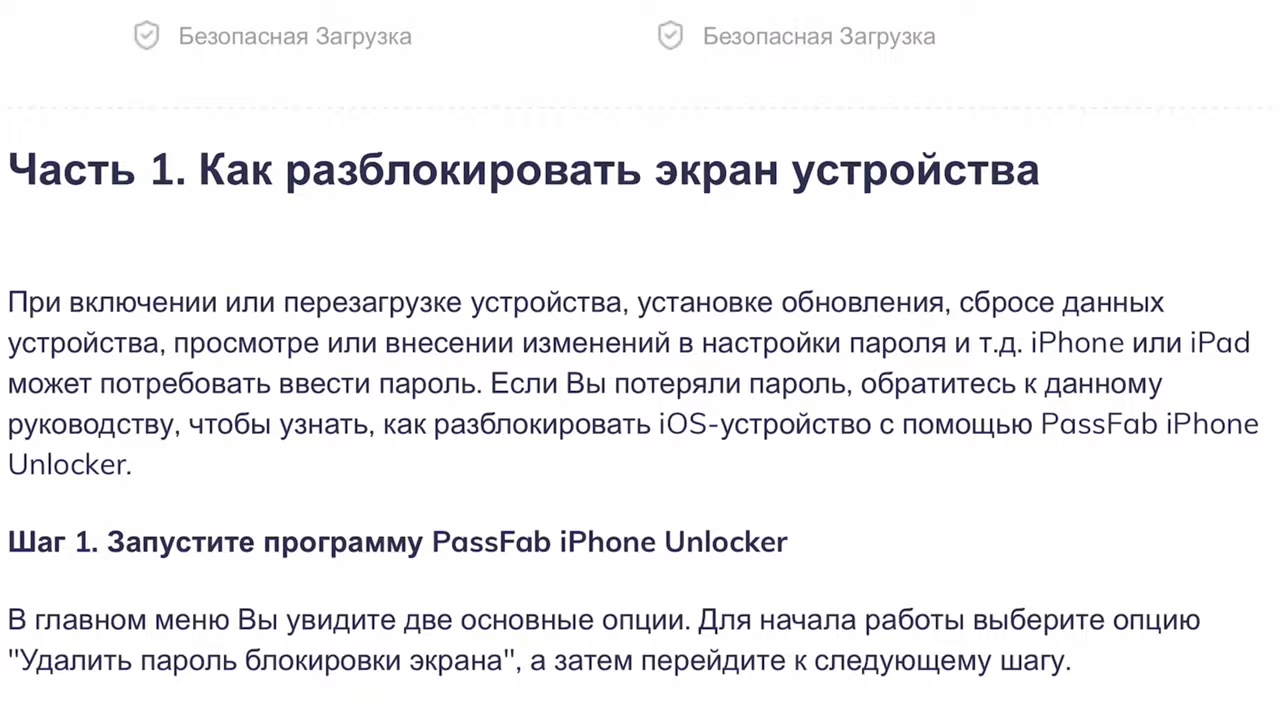 Безопасная Загрузка Безопасная Загрузка
Часть 1. Как разблокировать экран устройства
При включении или перезагрузке устройства, установке обновления, сбросе данных
устройства, просмотре или внесении изменений в настройки пароля и т.д. iPhone или iPad
может потребовать ввести пароль. Если Вы потеряли пароль, обратитесь к данному
руководству, чтобы узнать, как разблокировать iOS-устройство с помощью PassFab iPhone
Unlocker.
Шаг 1. Запустите программу PassFab iPhone Unlocker
В главном меню Вы увидите две основные опции. Для начала работы выберите опцию
"Удалить пароль блокировки экрана", а затем перейдите к следующему шагу.